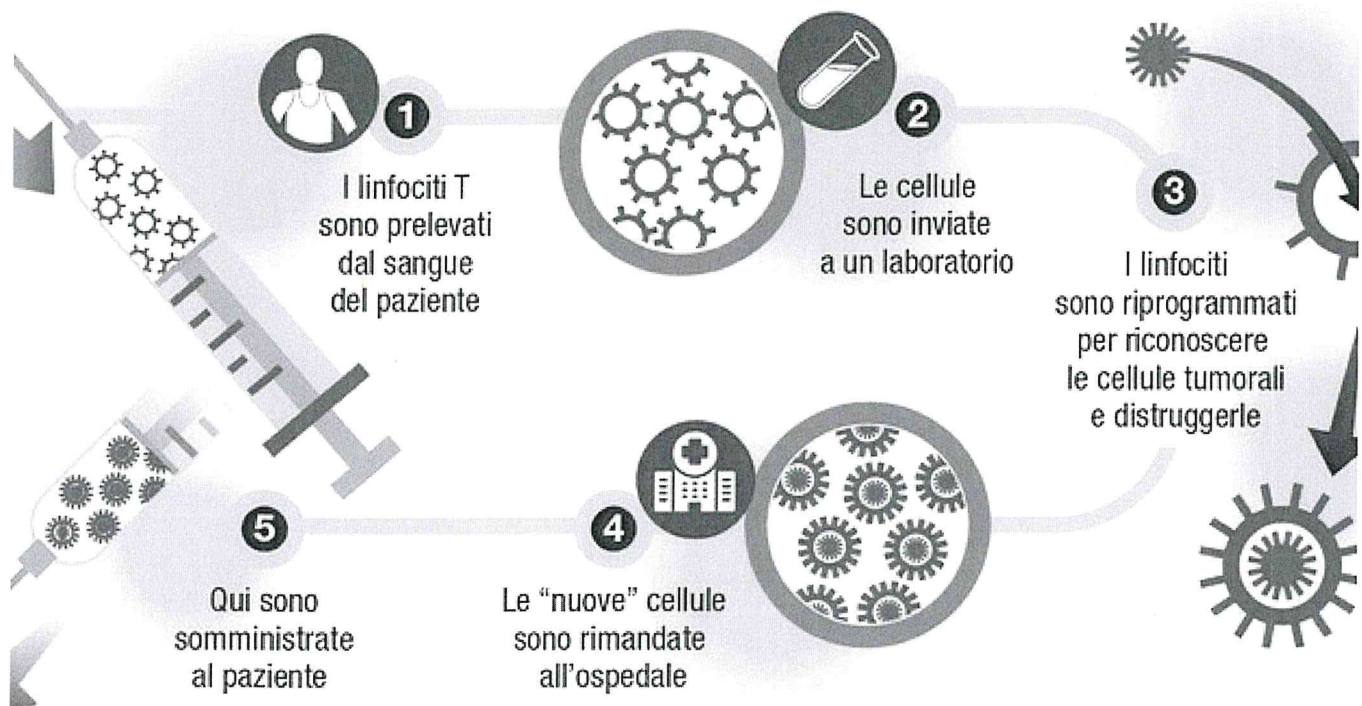 1
I linfociti T
sono prelevati
dal sangue
del paziente
2
Le cellule
sono inviate
a un laboratorio
3
I linfociti
sono riprogrammati
per riconoscere
le cellule tumorali
e distruggerle
4
Le “nuove” cellule
sono rimandate
all’ospedale
5
Qui sono
somministrate
al paziente